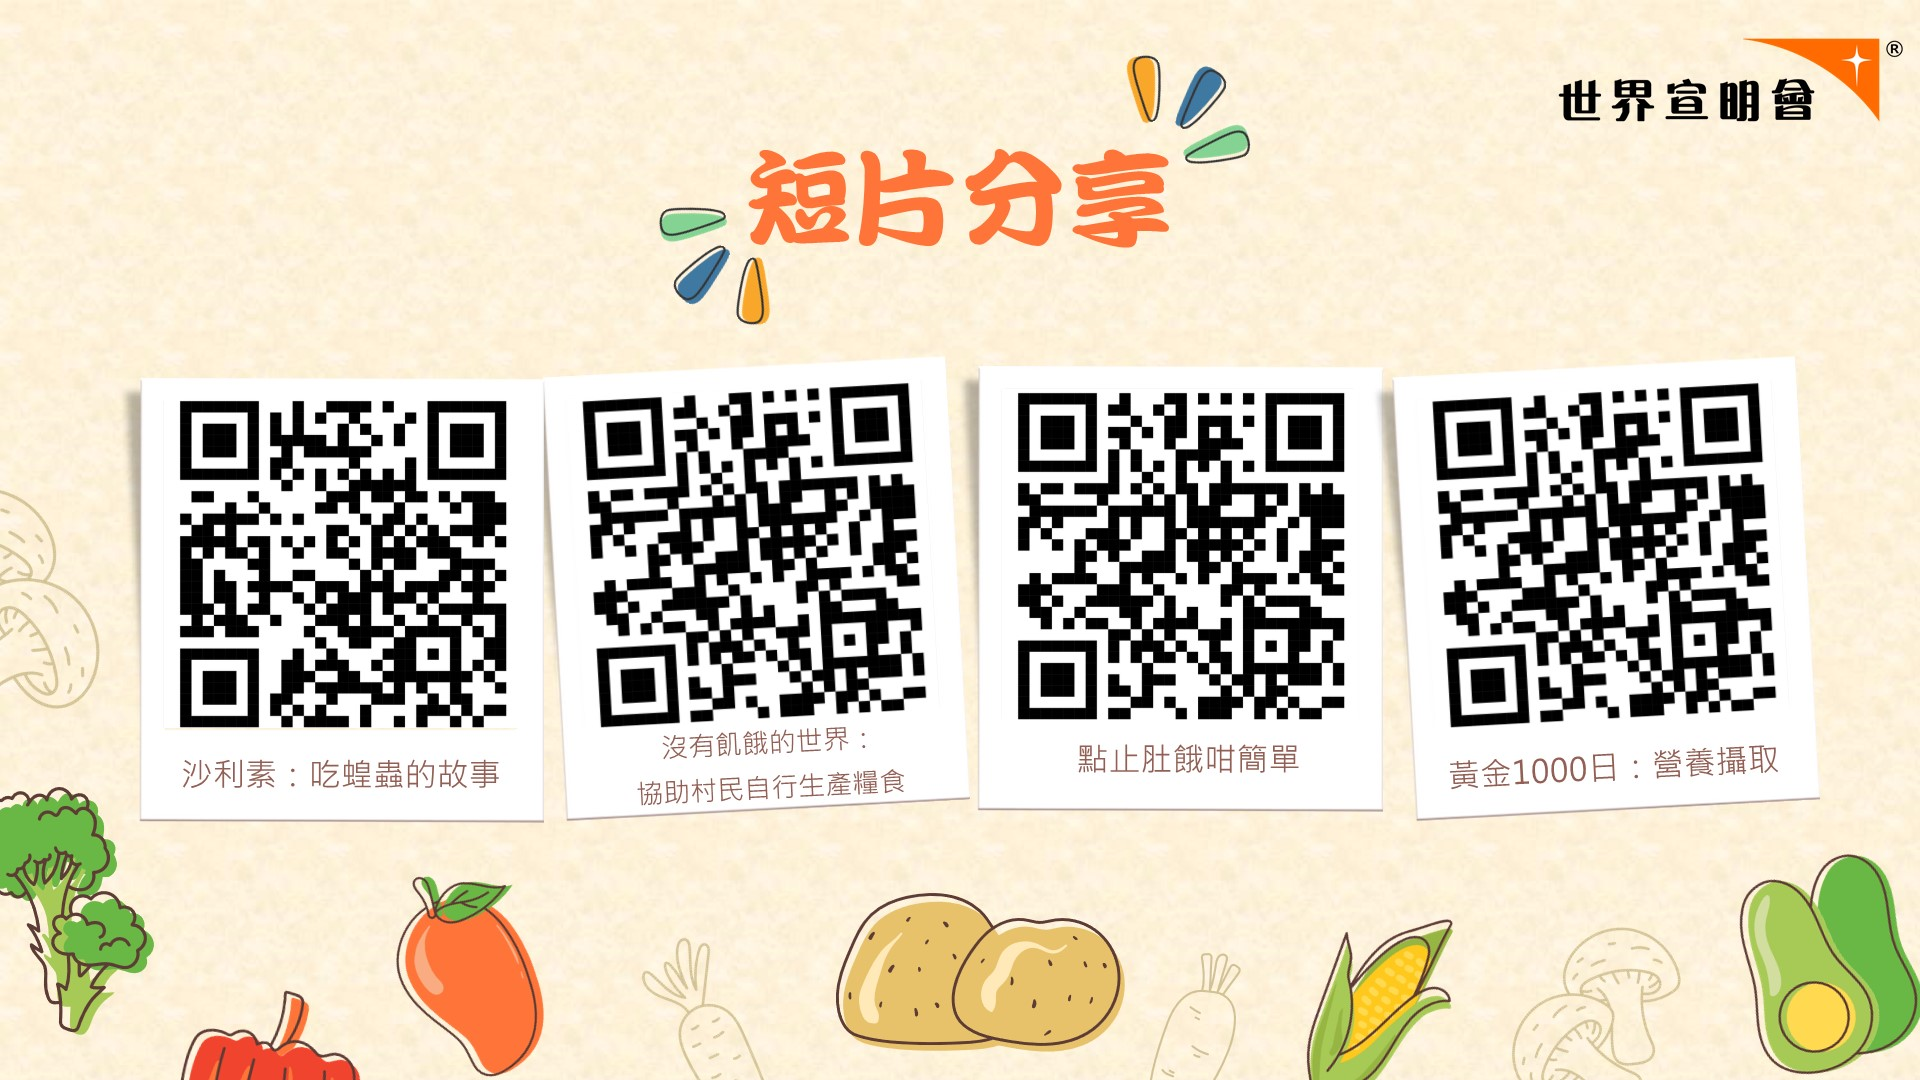 世界宣明會®
短片分享
沙利素：吃蝗蟲的故事
沒有飢餓的世界：
協助村民自行生產糧食
點止肚餓咁簡單
黃金1000日：營養攝取